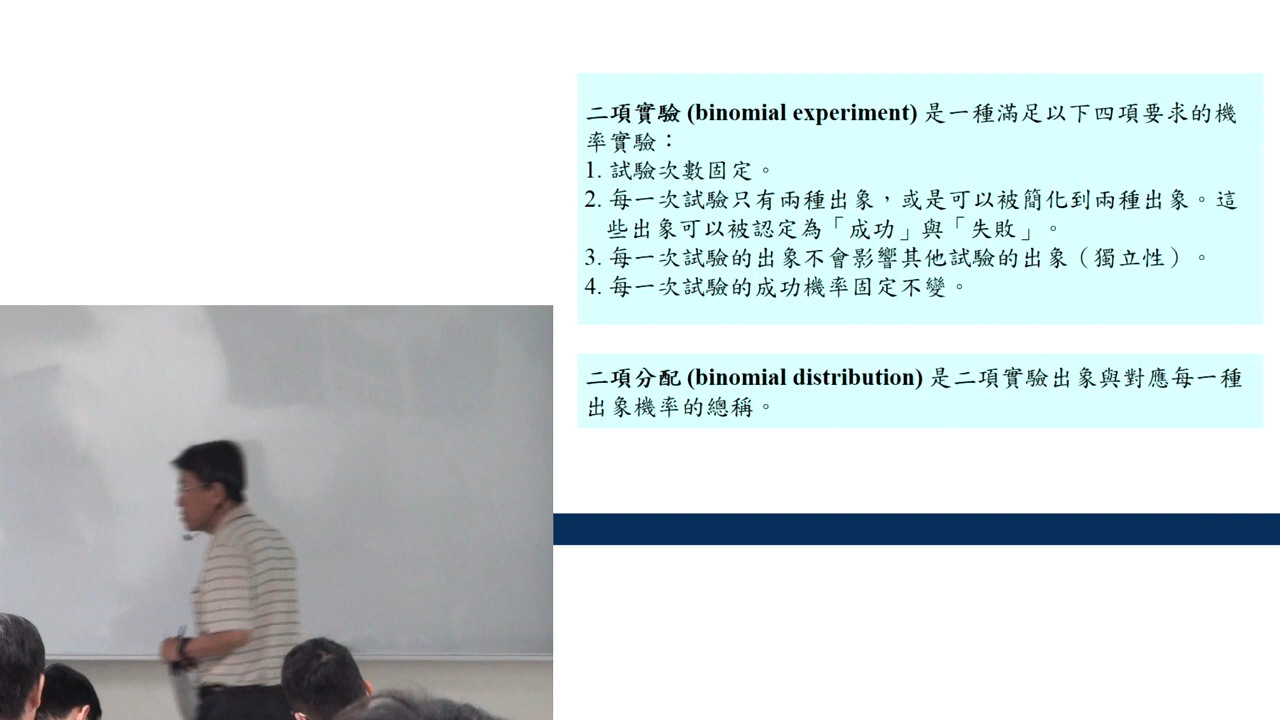 二項實驗 (binomial experiment) 是一種滿足以下四項要求的機
率實驗：
1. 試驗次數固定。
2. 每一次試驗只有兩種出象，或是可以被簡化到兩種出象。這
些出象可以被認定為「成功」與「失敗」。
3. 每一次試驗的出象不會影響其他試驗的出象（獨立性）。
4. 每一次試驗的成功機率固定不變。
二項分配 (binomial distribution) 是二項實驗出象與對應每一種
出象機率的總稱。